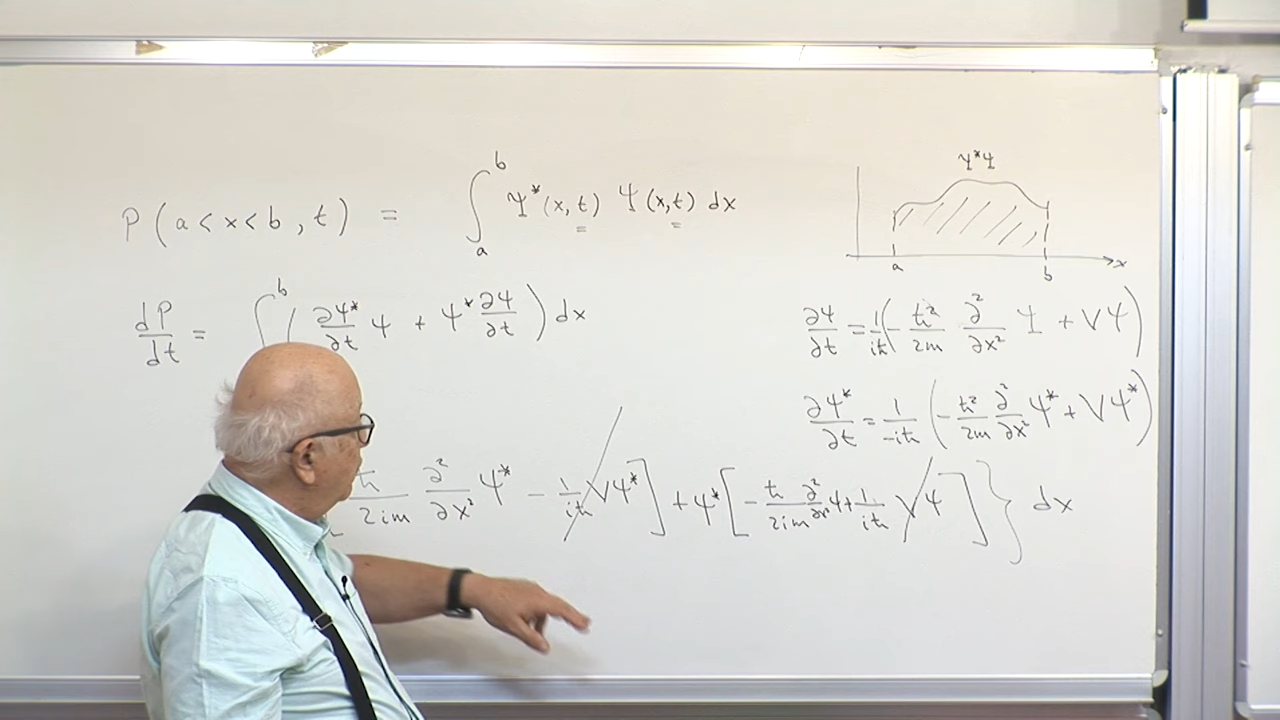 P(a<x<b, t) = ∫_a^b Ψ*(x,t) Ψ(x,t) dx
Ψ*Ψ
a b x
dP/dt = ∫^b ( ∂Ψ*/∂t Ψ + Ψ* ∂Ψ/∂t ) dx
∂Ψ/∂t = 1/iħ ( - ħ²/2m ∂²/∂x² Ψ + VΨ )
∂Ψ*/∂t = 1/-iħ ( - ħ²/2m ∂²/∂x² Ψ* + VΨ* )
ħ/2im ∂²/∂x² Ψ* - 1/iħ VΨ* ] + Ψ* [ - ħ/2im ∂²/∂x² Ψ + 1/iħ VΨ ] } dx